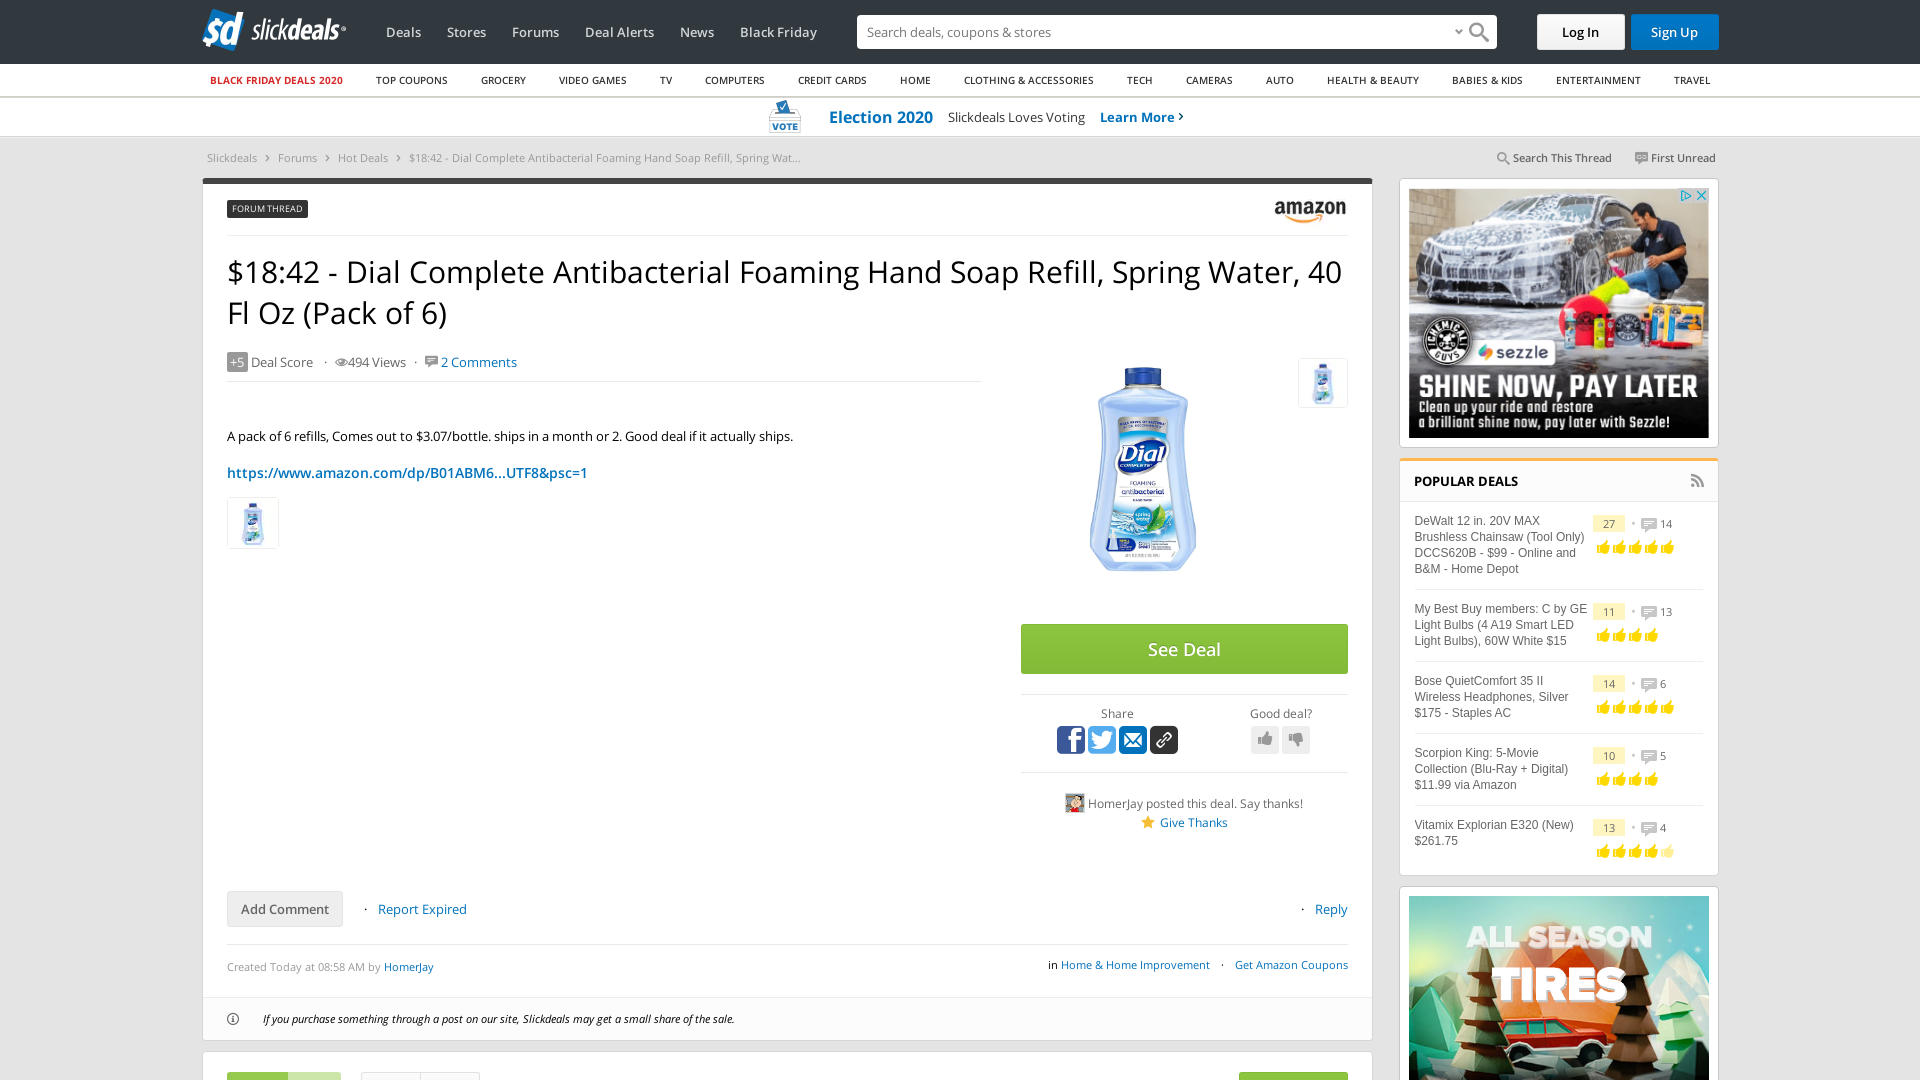 slickdeals
Deals Stores Forums Deal Alerts News Black Friday
Search deals, coupons & stores
Log In Sign Up
BLACK FRIDAY DEALS 2020 TOP COUPONS GROCERY VIDEO GAMES TV COMPUTERS CREDIT CARDS HOME CLOTHING & ACCESSORIES TECH CAMERAS AUTO HEALTH & BEAUTY BABIES & KIDS ENTERTAINMENT TRAVEL
VOTE Election 2020 Slickdeals Loves Voting Learn More
Slickdeals > Forums > Hot Deals > $18:42 - Dial Complete Antibacterial Foaming Hand Soap Refill, Spring Wat...
Search This Thread First Unread
FORUM THREAD
amazon
$18:42 - Dial Complete Antibacterial Foaming Hand Soap Refill, Spring Water, 40
Fl Oz (Pack of 6)
+5 Deal Score · 494 Views · 2 Comments
A pack of 6 refills, Comes out to $3.07/bottle. ships in a month or 2. Good deal if it actually ships.
https://www.amazon.com/dp/B01ABM6...UTF8&psc=1
Dial
COMPLETE
FOAMING
antibacterial
spring
water
See Deal
Share
Good deal?
HomerJay posted this deal. Say thanks!
Give Thanks
Add Comment · Report Expired
· Reply
Created Today at 08:58 AM by HomerJay
in Home & Home Improvement · Get Amazon Coupons
If you purchase something through a post on our site, Slickdeals may get a small share of the sale.
CHEMICAL
GUYS
sezzle
SHINE NOW, PAY LATER
Clean up your ride and restore
a brilliant shine now, pay later with Sezzle!
POPULAR DEALS
DeWalt 12 in. 20V MAX
Brushless Chainsaw (Tool Only)
DCCS620B - $99 - Online and
B&M - Home Depot
27 · 14
My Best Buy members: C by GE
Light Bulbs (4 A19 Smart LED
Light Bulbs), 60W White $15
11 · 13
Bose QuietComfort 35 II
Wireless Headphones, Silver
$175 - Staples AC
14 · 6
Scorpion King: 5-Movie
Collection (Blu-Ray + Digital)
$11.99 via Amazon
10 · 5
Vitamix Explorian E320 (New)
$261.75
13 · 4
ALL SEASON
TIRES